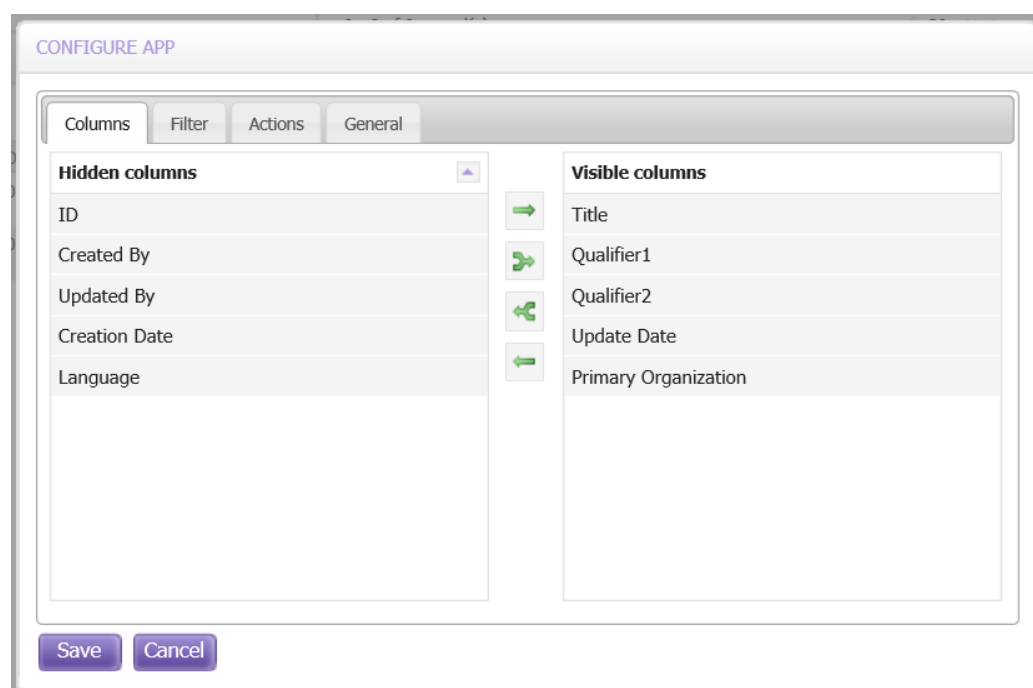 CONFIGURE APP
Columns Filter Actions General
Hidden columns
ID
Created By
Updated By
Creation Date
Language
Visible columns
Title
Qualifier1
Qualifier2
Update Date
Primary Organization
Save Cancel